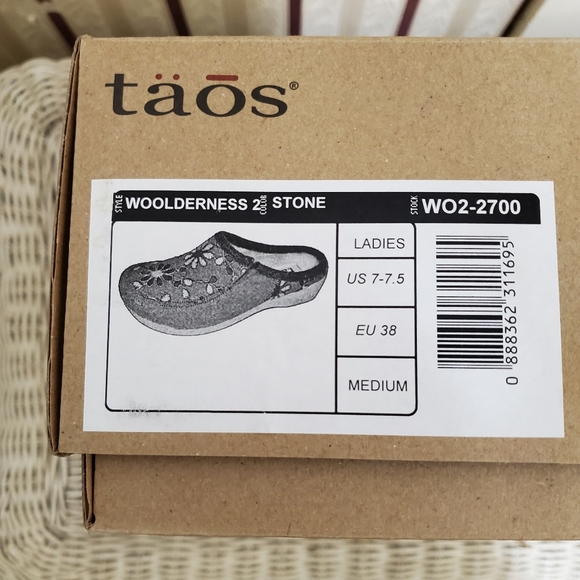 täōs®
STYLE WOOLDERNESS 2 COLOR STONE STOCK WO2-2700
LADIES
US 7-7.5
EU 38
MEDIUM
0 888362 311695